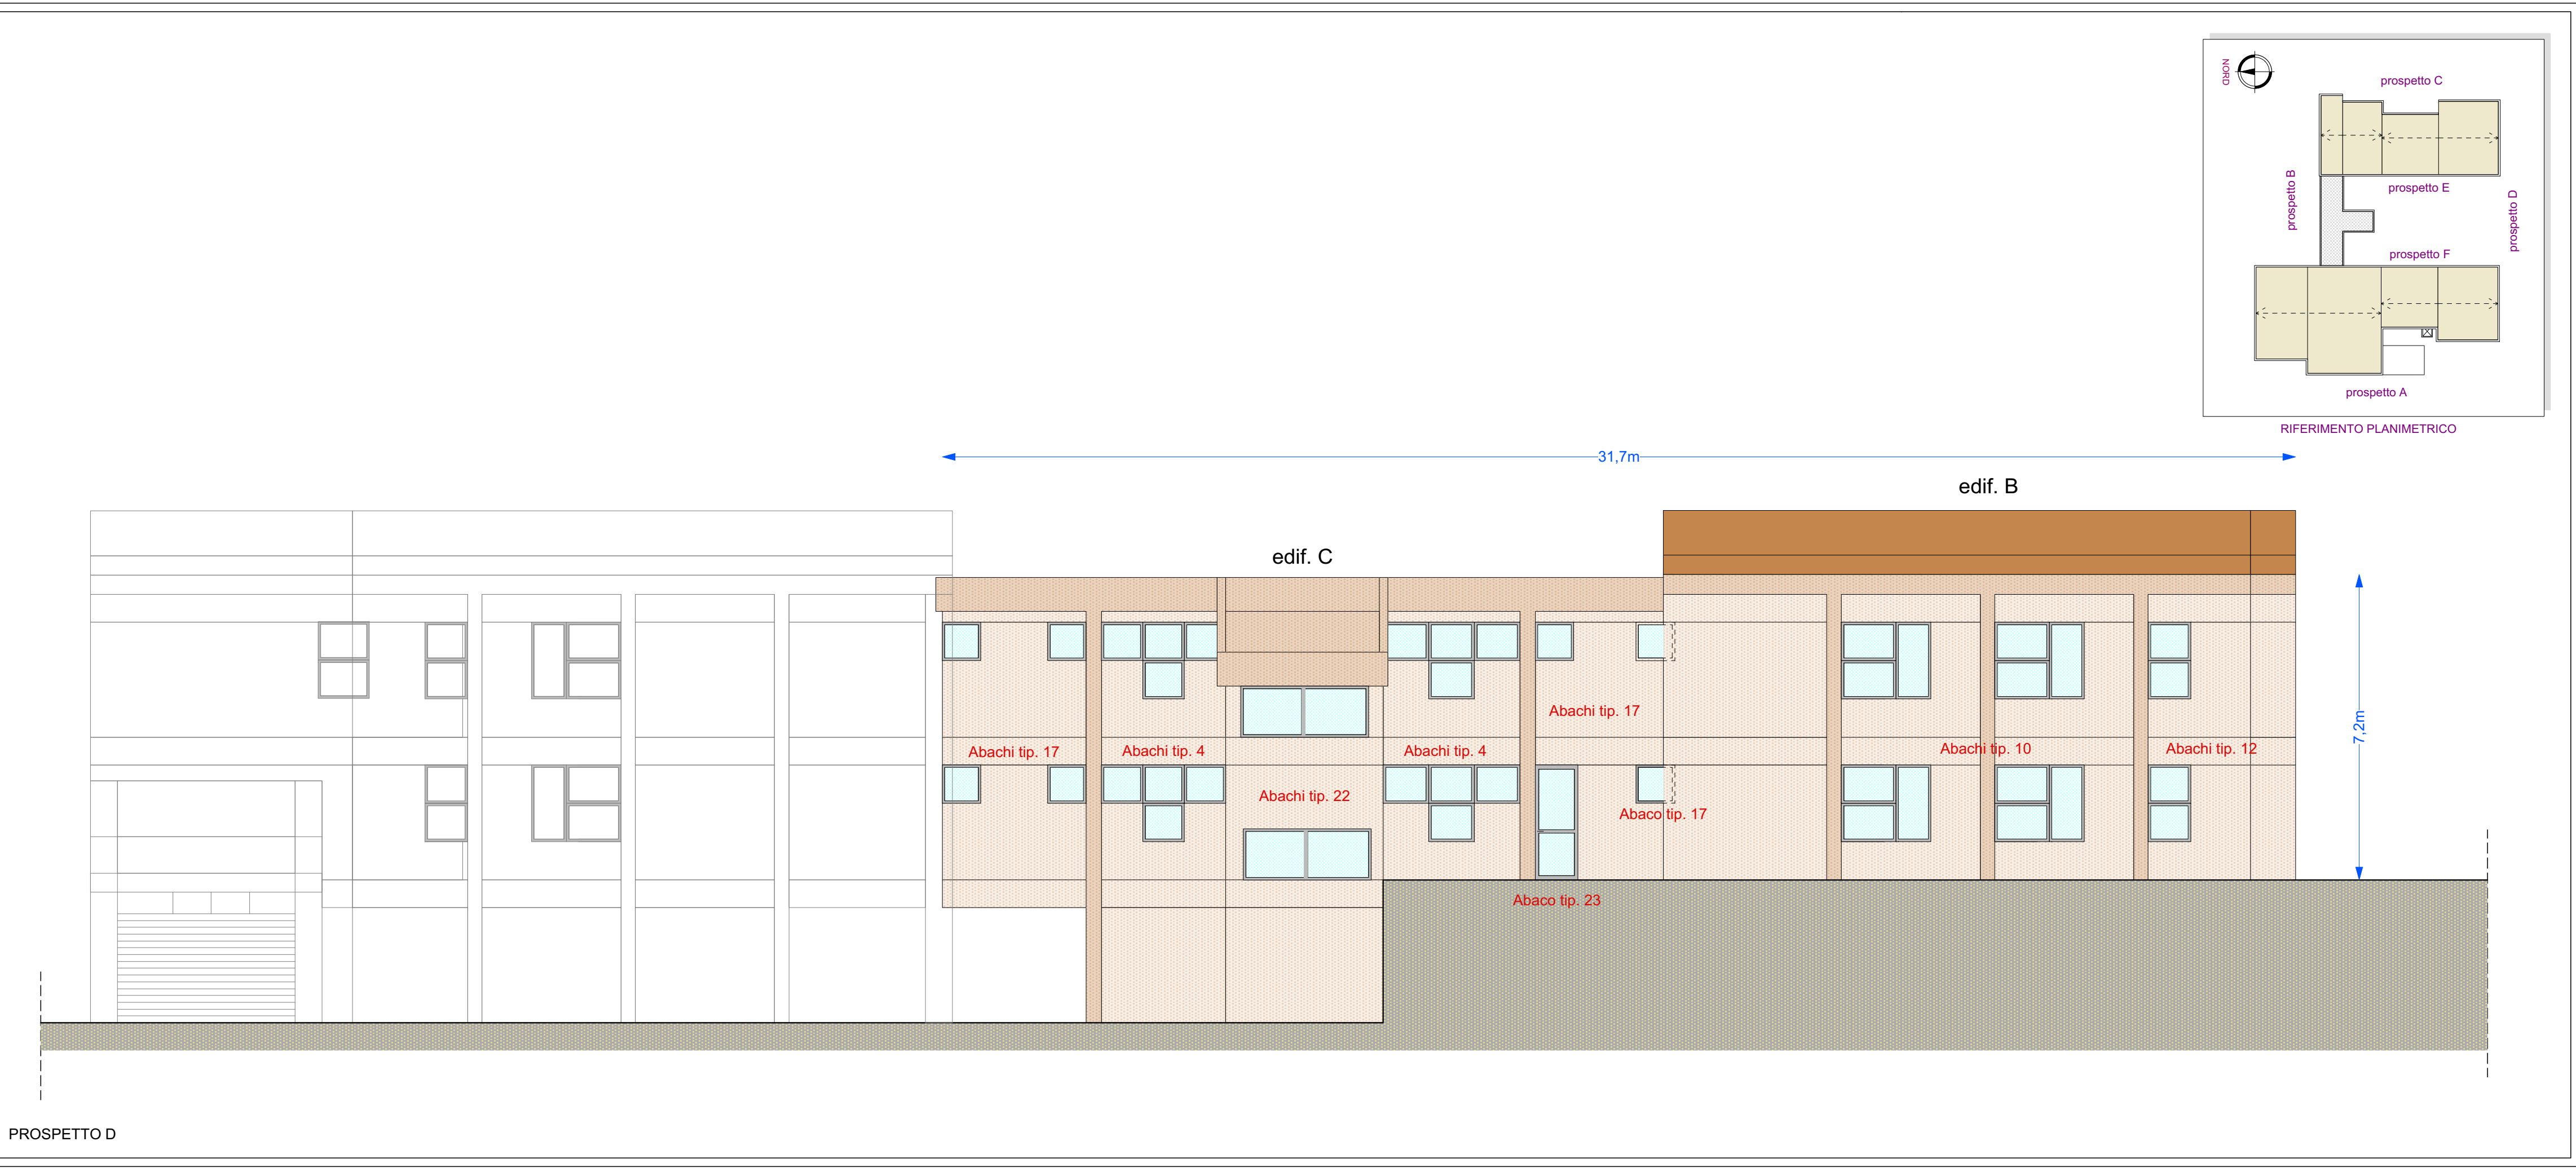 NORD
prospetto C
prospetto B
prospetto E
prospetto D
prospetto F
prospetto A
RIFERIMENTO PLANIMETRICO
31,7m
edif. B
edif. C
Abachi tip. 17
7,2m
Abachi tip. 17
Abachi tip. 4
Abachi tip. 4
Abachi tip. 10
Abachi tip. 12
Abachi tip. 22
Abaco tip. 17
Abaco tip. 23
PROSPETTO D